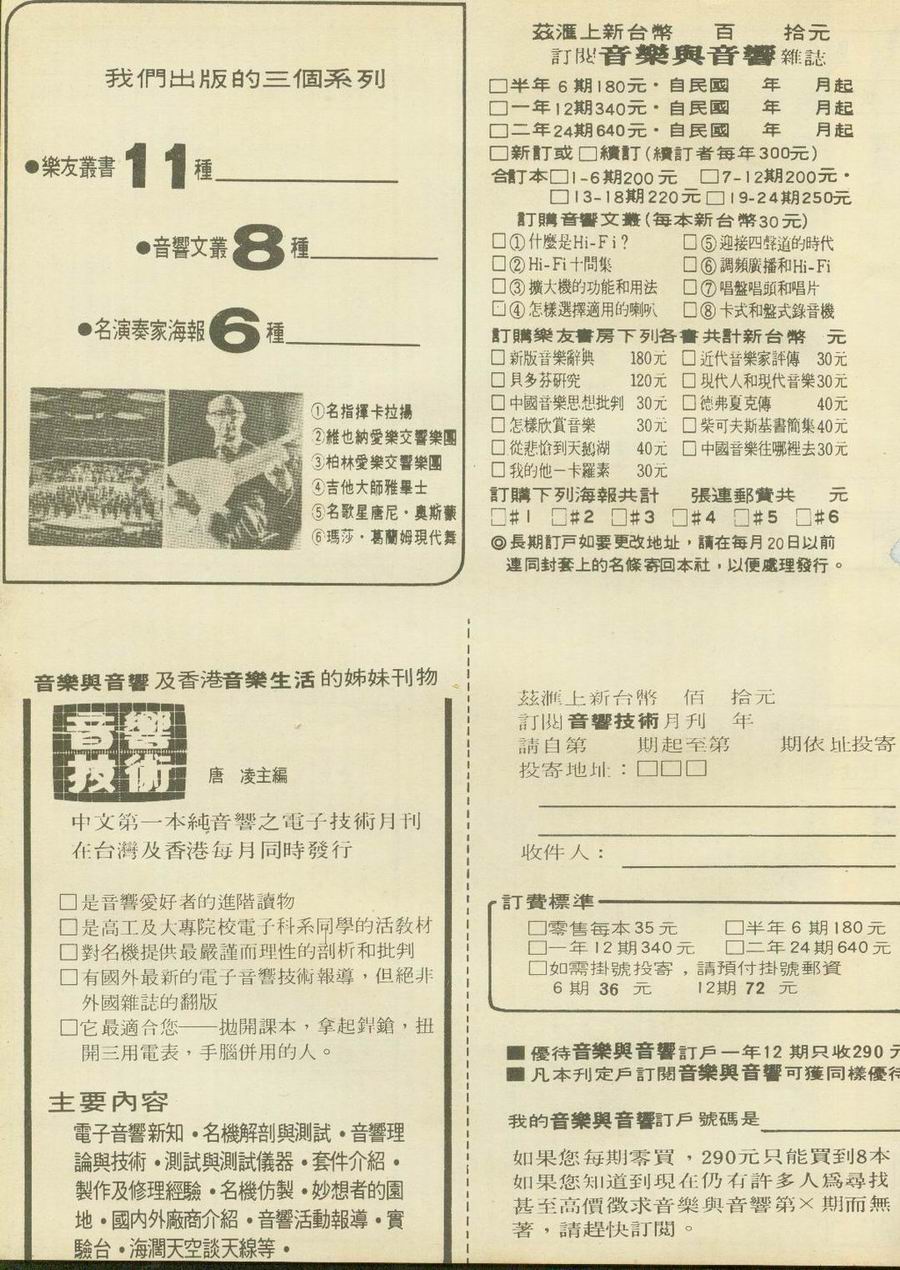 我們出版的三個系列
●樂友叢書11種
●音響文叢8種
●名演奏家海報6種
①名指揮卡拉揚
②維也納愛樂交響樂團
③柏林愛樂交響樂團
④吉他大師雅畢士
⑤名歌星唐尼・奧斯蒙
⑥瑪莎・葛蘭姆現代舞
茲滙上新台幣 百 拾元
訂閱音樂與音響雜誌
□半年6期180元・自民國 年 月起
□一年12期340元・自民國 年 月起
□二年24期640元・自民國 年 月起
□新訂或□續訂(續訂者每年300元)
合訂本□1-6期200元 □7-12期200元・
□13-18期220元□19-24期250元
訂購音響文叢(每本新台幣30元)
□①什麼是Hi-Fi? □⑤迎接四聲道的時代
□②Hi-Fi十問集 □⑥調頻廣播和Hi-Fi
□③擴大機的功能和用法 □⑦唱盤唱頭和唱片
□④怎樣選擇適用的喇叭 □⑧卡式和盤式錄音機
訂購樂友書房下列各書共計新台幣 元
□新版音樂辭典 180元 □近代音樂家評傳 30元
□貝多芬研究 120元 □現代人和現代音樂30元
□中國音樂思想批判 30元 □德弗夏克傳 40元
□怎樣欣賞音樂 30元 □柴可夫斯基書簡集40元
□從悲愴到天鵝湖 40元 □中國音樂往哪裡去30元
□我的他—卡羅素 30元
訂購下列海報共計 張連郵費共 元
□#1 □#2 □#3 □#4 □#5 □#6
◎長期訂戶如要更改地址,請在每月20日以前
連同封套上的名條寄回本社,以便處理發行。
音樂與音響及香港音樂生活的姊妹刊物
音響
技術
唐 凌主編
中文第一本純音響之電子技術月刊
在台灣及香港每月同時發行
□是音響愛好者的進階讀物
□是高工及大專院校電子科系同學的活教材
□對名機提供最嚴謹而理性的剖析和批判
□有國外最新的電子音響技術報導,但絕非
外國雜誌的翻版
□它最適合您——拋開課本,拿起銲鎗,扭
開三用電表,手腦併用的人。
主要內容
電子音響新知・名機解剖與測試・音響理
論與技術・測試與測試儀器・套件介紹・
製作及修理經驗・名機仿製・妙想者的園
地・國內外廠商介紹・音響活動報導・實
驗台・海濶天空談天線等・
茲滙上新台幣 佰 拾元
訂閱音響技術月刊 年
請自第 期起至第 期依址投寄
投寄地址:□□□
收件人:
訂費標準
□零售每本35元 □半年6期180元
□一年12期340元 □二年24期640元
□如需掛號投寄,請預付掛號郵資
6期 36 元 12期 72 元
■優待音樂與音響訂戶一年12期只收290元
■凡本刊定戶訂閱音樂與音響可獲同樣優待
我的音樂與音響訂戶號碼是
如果您每期零買,290元只能買到8本
如果您知道到現在仍有許多人爲尋找
甚至高價徵求音樂與音響第×期而無
著,請趕快訂閱。